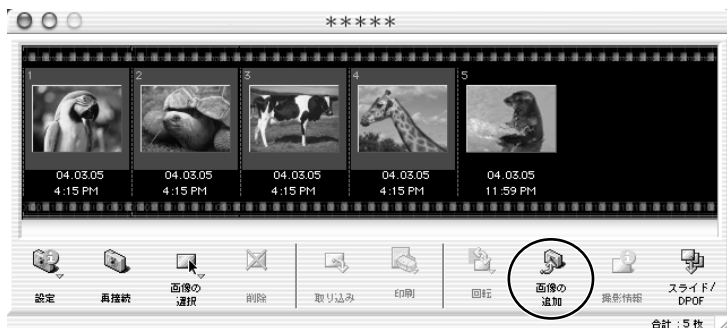 *****
1 2 3 4 5
04.03.05 04.03.05 04.03.05 04.03.05 04.03.05
4:15 PM 4:15 PM 4:15 PM 4:15 PM 11:59 PM
設定 再接続 画像の選択 削除 取り込み 印刷 回転 画像の追加 撮影情報 スライド/DPOF
合計:5枚